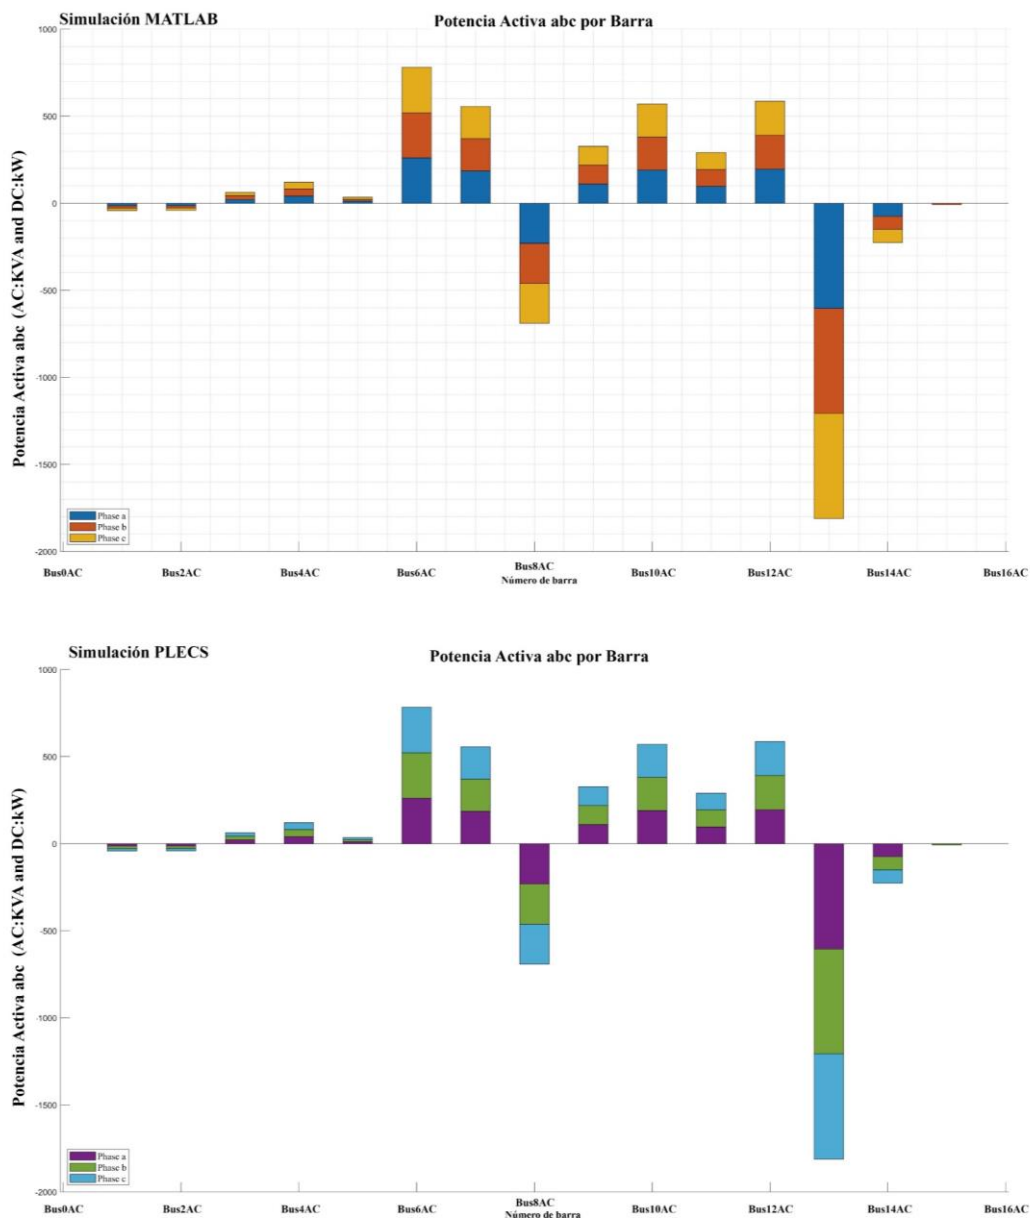 Simulación MATLAB
Potencia Activa abc por Barra
1000
500
0
-500
-1000
-1500
-2000
Potencia Activa abc (AC:KVA and DC:kW)
Phase a
Phase b
Phase c
Bus0AC Bus2AC Bus4AC Bus6AC Bus8AC Bus10AC Bus12AC Bus14AC Bus16AC
Número de barra
Simulación PLECS
Potencia Activa abc por Barra
1000
500
0
-500
-1000
-1500
-2000
Potencia Activa abc (AC:KVA and DC:kW)
Phase a
Phase b
Phase c
Bus0AC Bus2AC Bus4AC Bus6AC Bus8AC Bus10AC Bus12AC Bus14AC Bus16AC
Número de barra